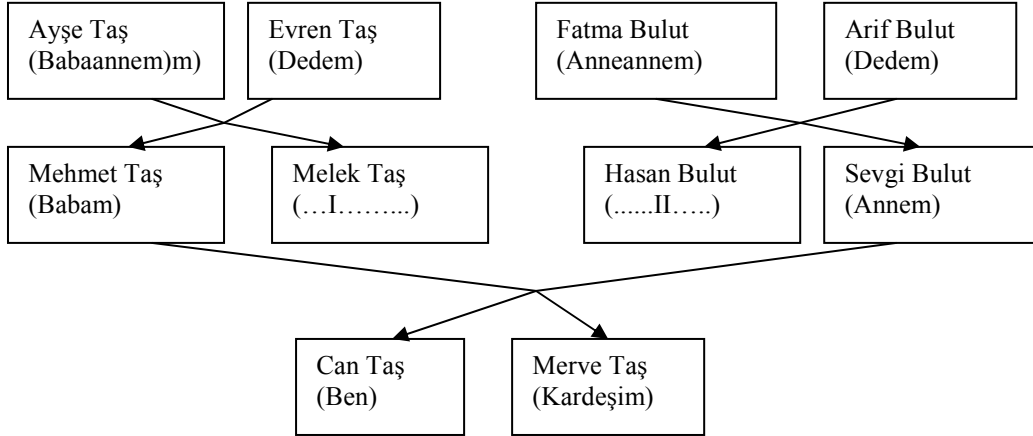 Ayşe Taş
(Babaannem)m)
Evren Taş
(Dedem)
Fatma Bulut
(Anneannem)
Arif Bulut
(Dedem)
Mehmet Taş
(Babam)
Melek Taş
(…I……...)
Hasan Bulut
(......II…..)
Sevgi Bulut
(Annem)
Can Taş
(Ben)
Merve Taş
(Kardeşim)